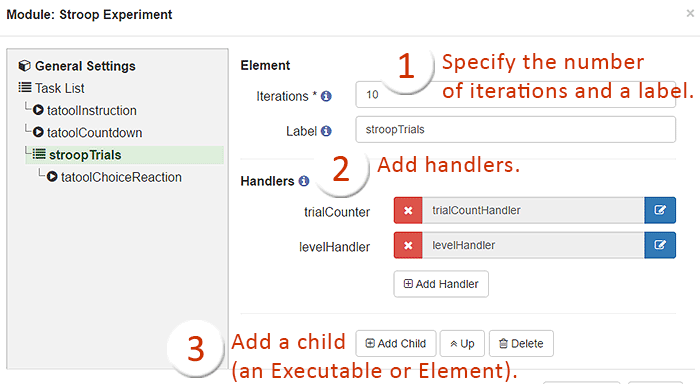 Module: Stroop Experiment
×
General Settings
Task List
tatoolInstruction
tatoolCountdown
stroopTrials
tatoolChoiceReaction
Element
1 Specify the number
of iterations and a label.
Iterations * 10
Label stroopTrials
2 Add handlers.
Handlers
trialCounter trialCountHandler
levelHandler levelHandler
Add Handler
3 Add a child
(an Executable or Element).
Add Child Up Delete